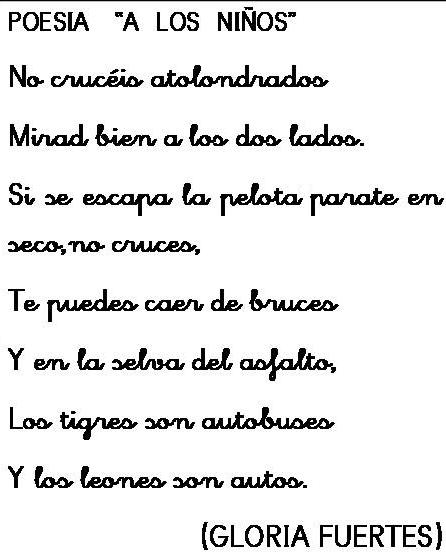 POESIA "A LOS NIÑOS"
No crucéis atolondrados
Mirad bien a los dos lados.
Si se escapa la pelota parate en
seco, no cruces,
Te puedes caer de bruces
Y en la selva del asfalto,
Los tigres son autobuses
Y los leones son autos.
(GLORIA FUERTES)